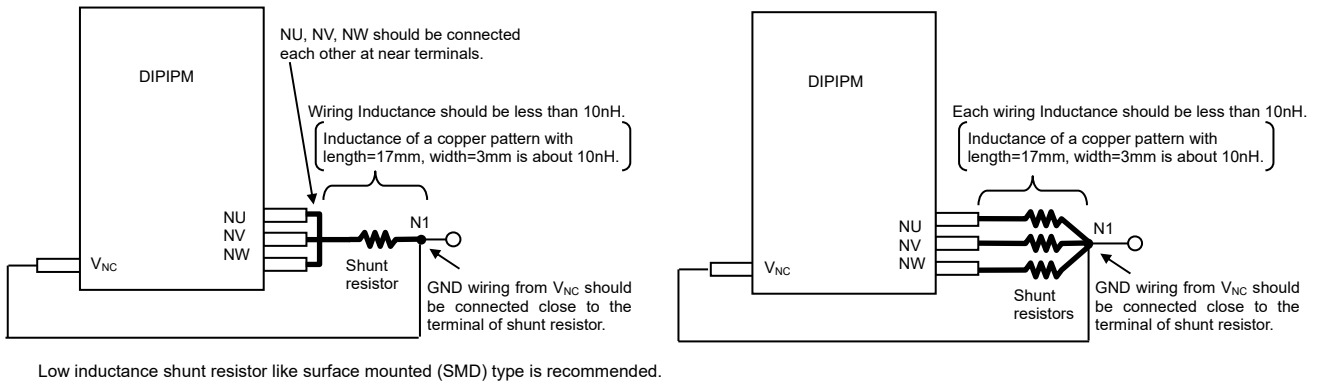 NU, NV, NW should be connected
each other at near terminals.
DIPIPM
Wiring Inductance should be less than 10nH.
Inductance of a copper pattern with
length=17mm, width=3mm is about 10nH.
NU
NV
NW
N1
VNC
Shunt
resistor
GND wiring from VNC should
be connected close to the
terminal of shunt resistor.
DIPIPM
Each wiring Inductance should be less than 10nH.
Inductance of a copper pattern with
length=17mm, width=3mm is about 10nH.
NU
NV
NW
N1
VNC
Shunt
resistors
GND wiring from VNC should
be connected close to the
terminal of shunt resistor.
Low inductance shunt resistor like surface mounted (SMD) type is recommended.